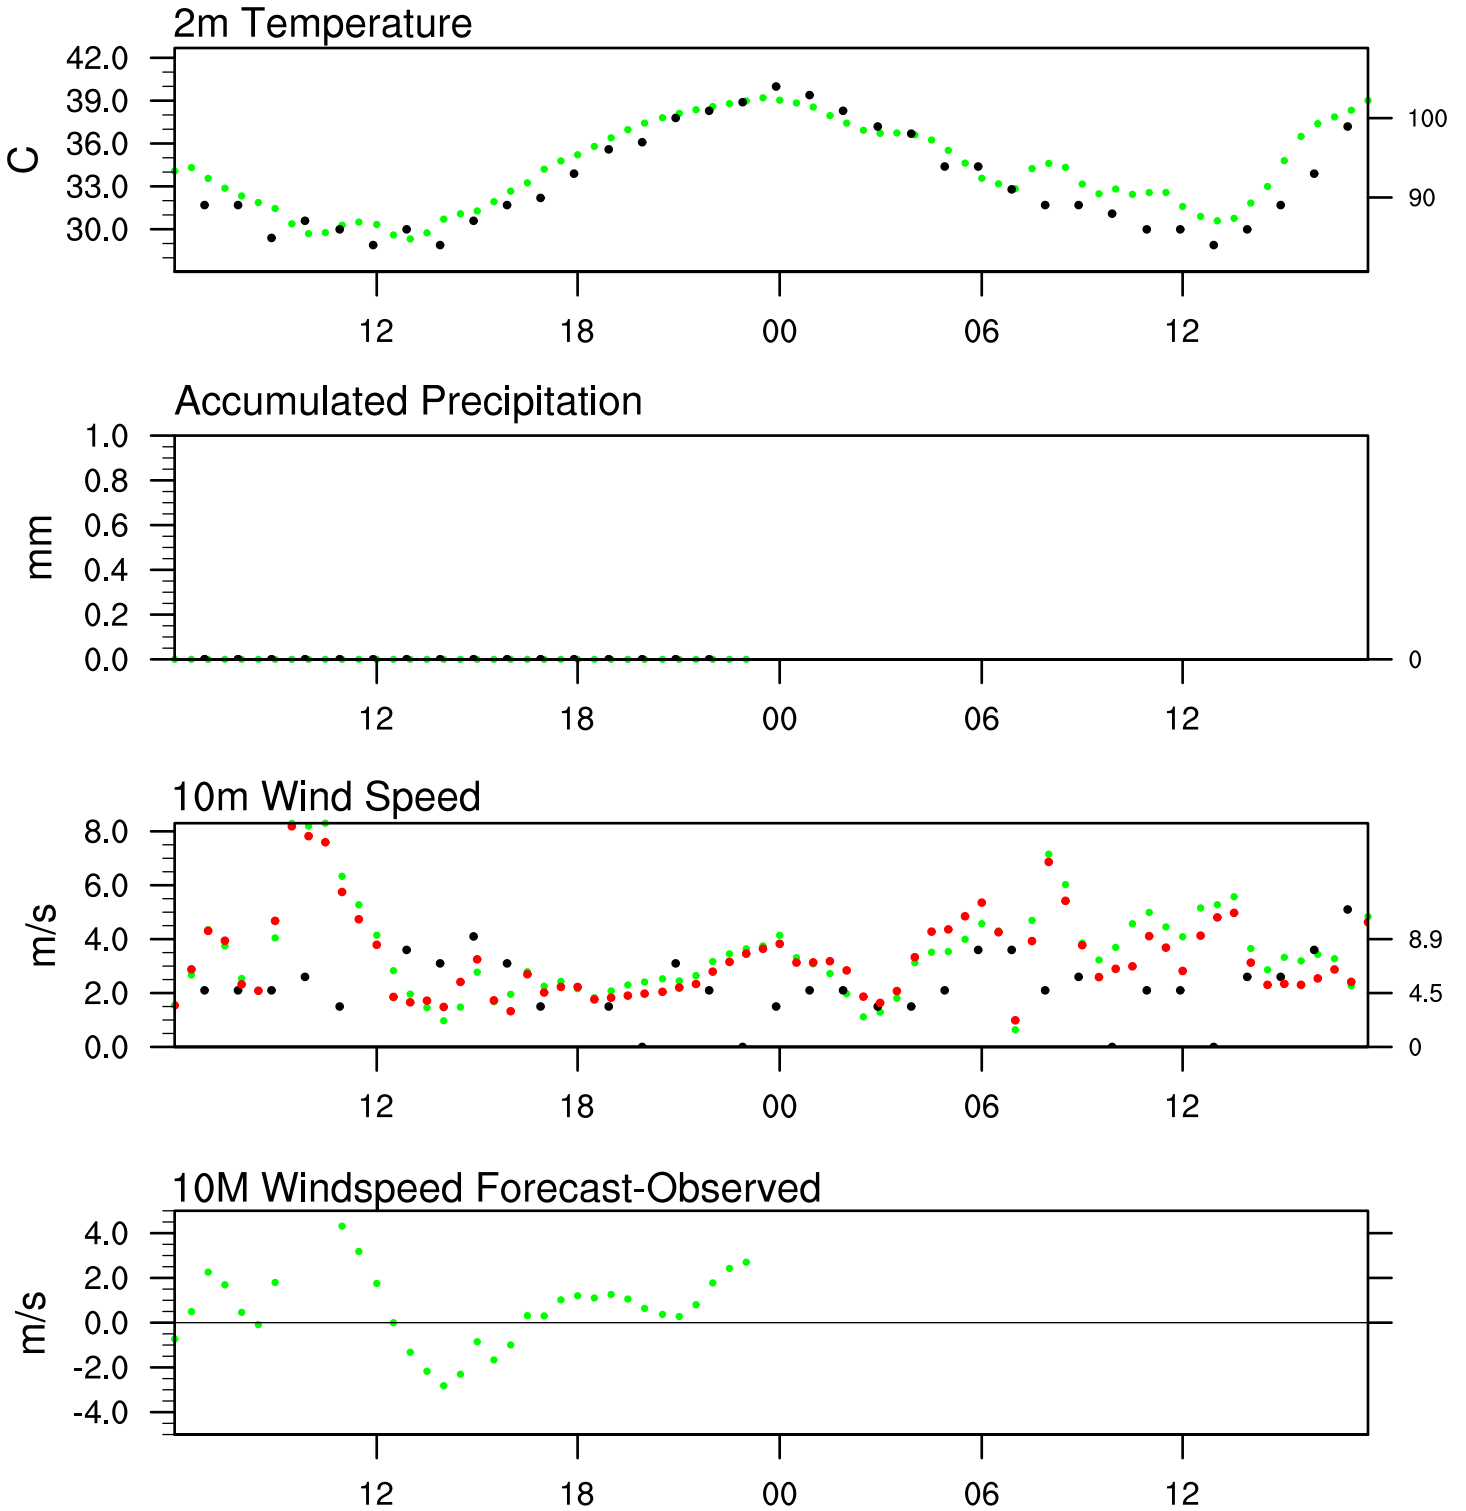 2m Temperature
42.0
39.0
36.0
33.0
30.0
C
100
90
12 18 00 06 12
Accumulated Precipitation
1.0
0.8
0.6
0.4
0.2
0.0
mm
0
12 18 00 06 12
10m Wind Speed
8.0
6.0
4.0
2.0
0.0
m/s
8.9
4.5
0
12 18 00 06 12
10M Windspeed Forecast-Observed
4.0
2.0
0.0
-2.0
-4.0
m/s
12 18 00 06 12